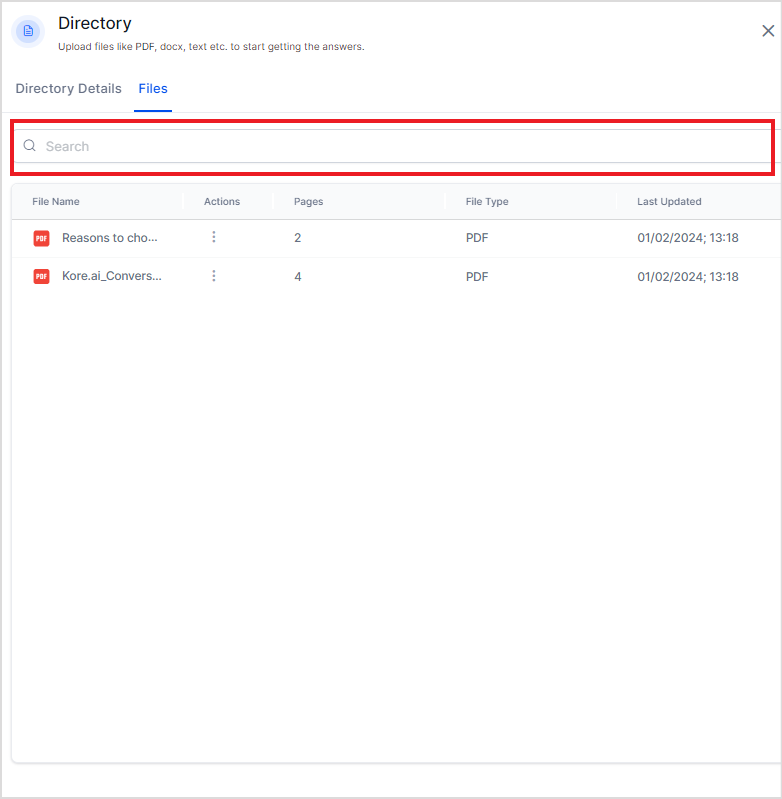 Directory
Upload files like PDF, docx, text etc. to start getting the answers.
Directory Details Files
Search
File Name Actions Pages File Type Last Updated
PDF Reasons to cho... 2 PDF 01/02/2024; 13:18
PDF Kore.ai_Convers... 4 PDF 01/02/2024; 13:18